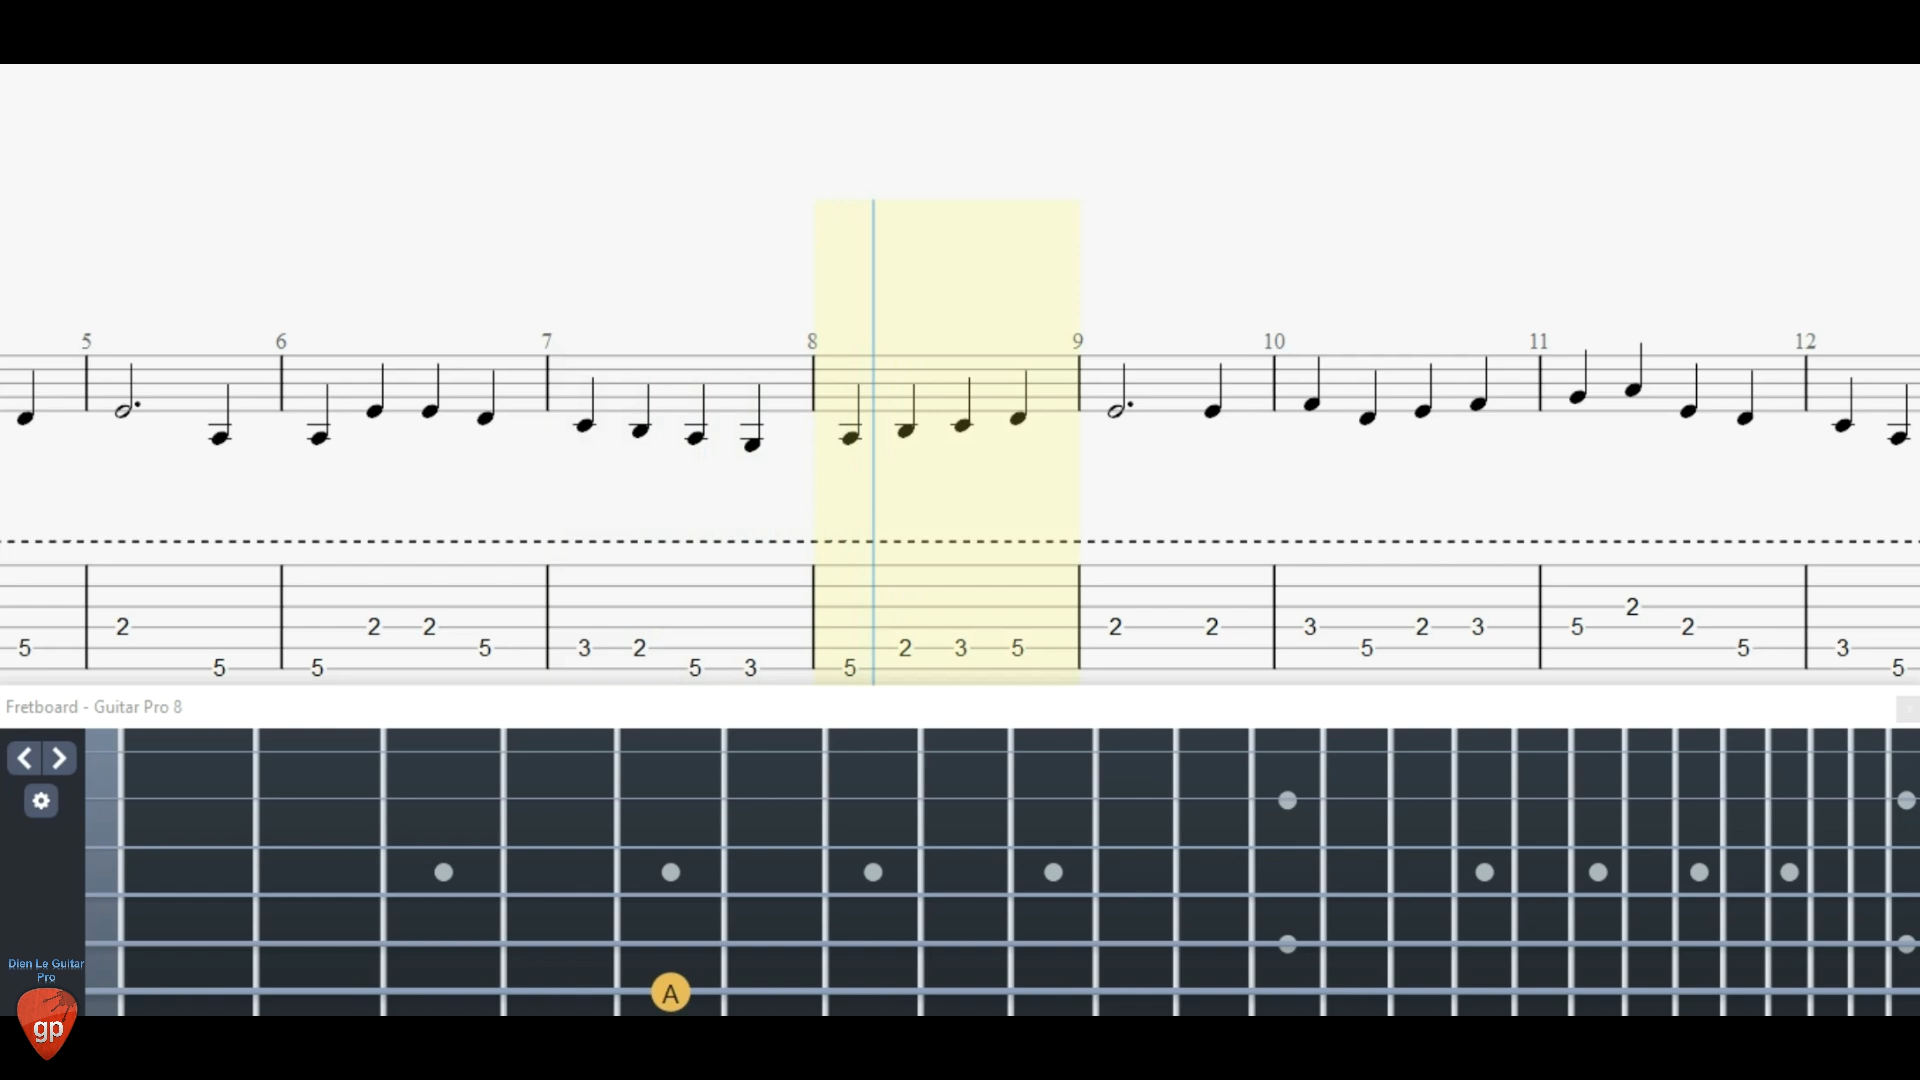 5 6 7 8 9 10 11 12
2 2 2 2 2 3 2 3 5 2 2
5 5 3 2 2 3 5 5 5 3
5 5 5 3 5 5
Fretboard - Guitar Pro 8
A
Dien Le Guitar
Pro
gp